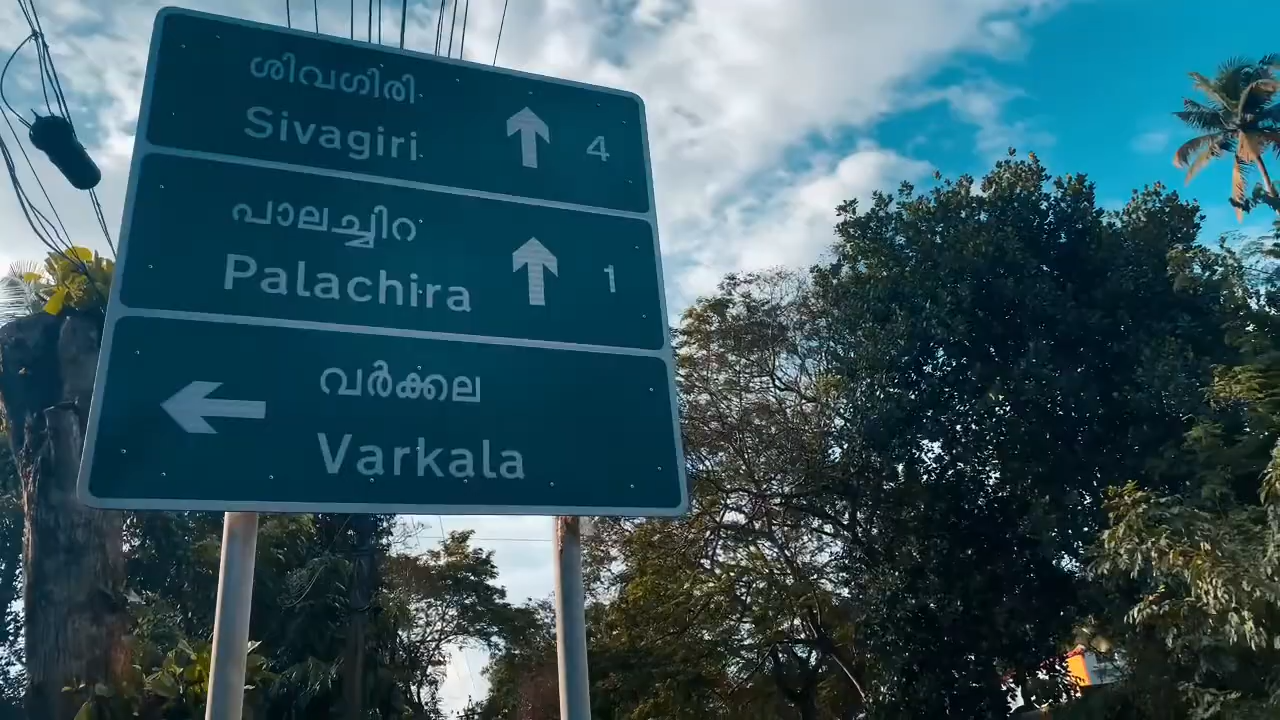 ശിവഗിരി
Sivagiri 4
പാലച്ചിറ
Palachira 1
വർക്കല
Varkala